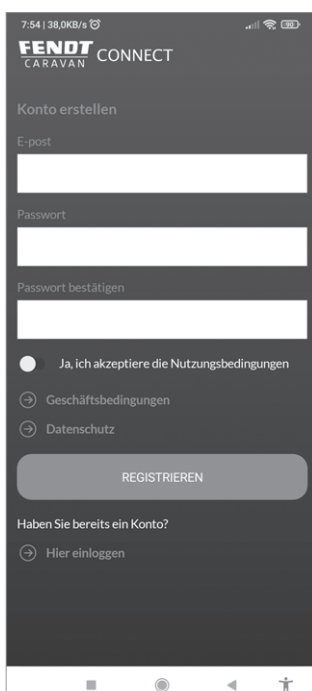 7:54 | 38,0KB/s
90
FENDT
CARAVAN CONNECT
Konto erstellen
E-post
Passwort
Passwort bestätigen
Ja, ich akzeptiere die Nutzungsbedingungen
Geschäftsbedingungen
Datenschutz
REGISTRIEREN
Haben Sie bereits ein Konto?
Hier einloggen